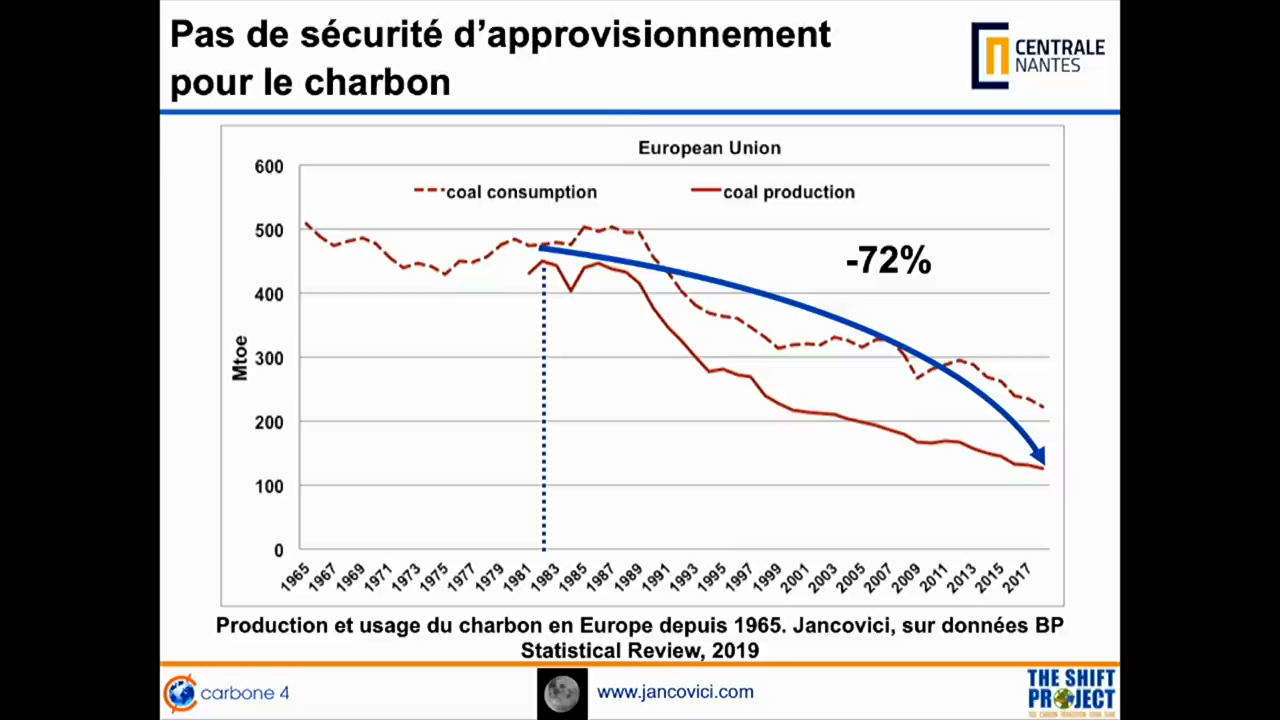 Pas de sécurité d'approvisionnement
pour le charbon
CENTRALE
NANTES
European Union
coal consumption
coal production
-72%
Mtoe
600
500
400
300
200
100
0
1965
1967
1969
1971
1973
1975
1977
1979
1981
1983
1985
1987
1989
1991
1993
1995
1997
1999
2001
2003
2005
2007
2009
2011
2013
2015
2017
Production et usage du charbon en Europe depuis 1965. Jancovici, sur données BP
Statistical Review, 2019
carbone 4
www.jancovici.com
THE SHIFT
PROJECT